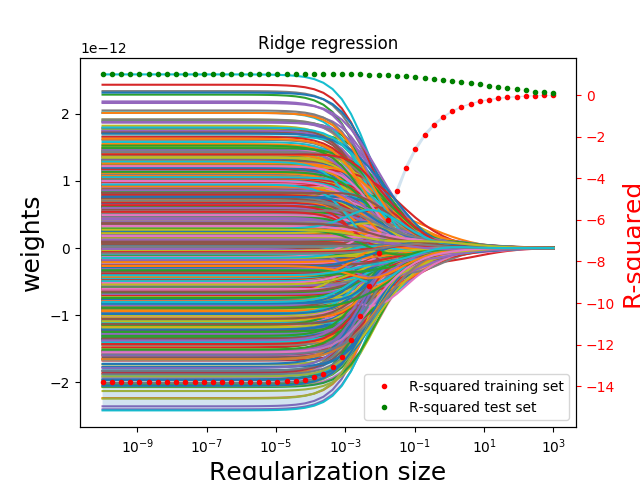 Ridge regression
1e−12
2
1
0
−1
−2
weights
10⁻⁹
10⁻⁷
10⁻⁵
10⁻³
10⁻¹
10¹
10³
Regularization size
0
−2
−4
−6
−8
−10
−12
−14
R-squared
R-squared training set
R-squared test set